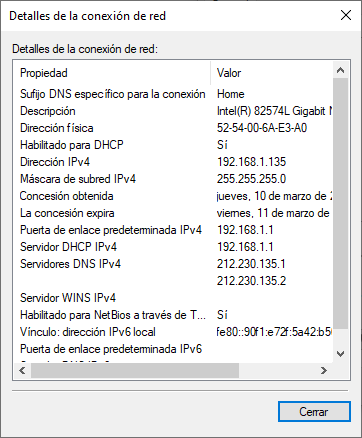 Detalles de la conexión de red
Detalles de la conexión de red:
Propiedad Valor
Sufijo DNS específico para la conexión Home
Descripción Intel(R) 82574L Gigabit
Dirección física 52-54-00-6A-E3-A0
Habilitado para DHCP Sí
Dirección IPv4 192.168.1.135
Máscara de subred IPv4 255.255.255.0
Concesión obtenida jueves, 10 de marzo de
La concesión expira viernes, 11 de marzo de
Puerta de enlace predeterminada IPv4 192.168.1.1
Servidor DHCP IPv4 192.168.1.1
Servidores DNS IPv4 212.230.135.1
212.230.135.2
Servidor WINS IPv4
Habilitado para NetBios a través de T... Sí
Vínculo: dirección IPv6 local fe80::90f1:e72f:5a42:b5
Puerta de enlace predeterminada IPv6
Cerrar